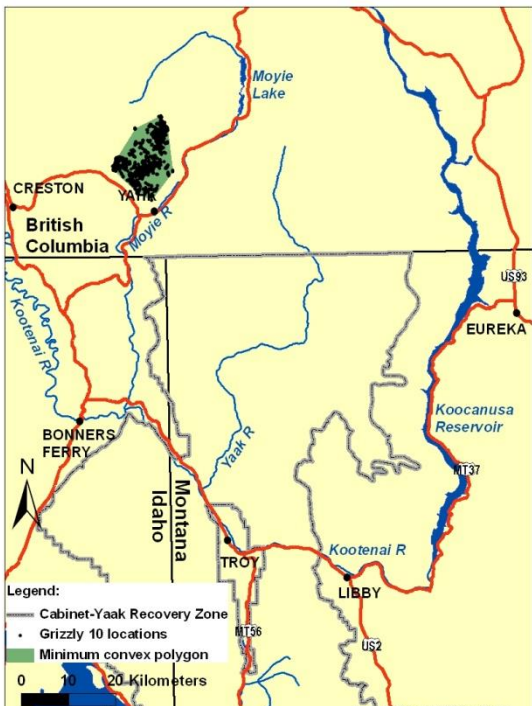 Moyie
Lake
CRESTON
YAHK
British
Columbia
Moyie R
Kootenai R
US93
EUREKA
Koocanusa
Reservoir
BONNERS
FERRY
Yaak R
MT37
N
Montana
Idaho
TROY
Kootenai R
LIBBY
Legend:
Cabinet-Yaak Recovery Zone
Grizzly 10 locations
Minimum convex polygon
MT56
US2
0 10 20 Kilometers